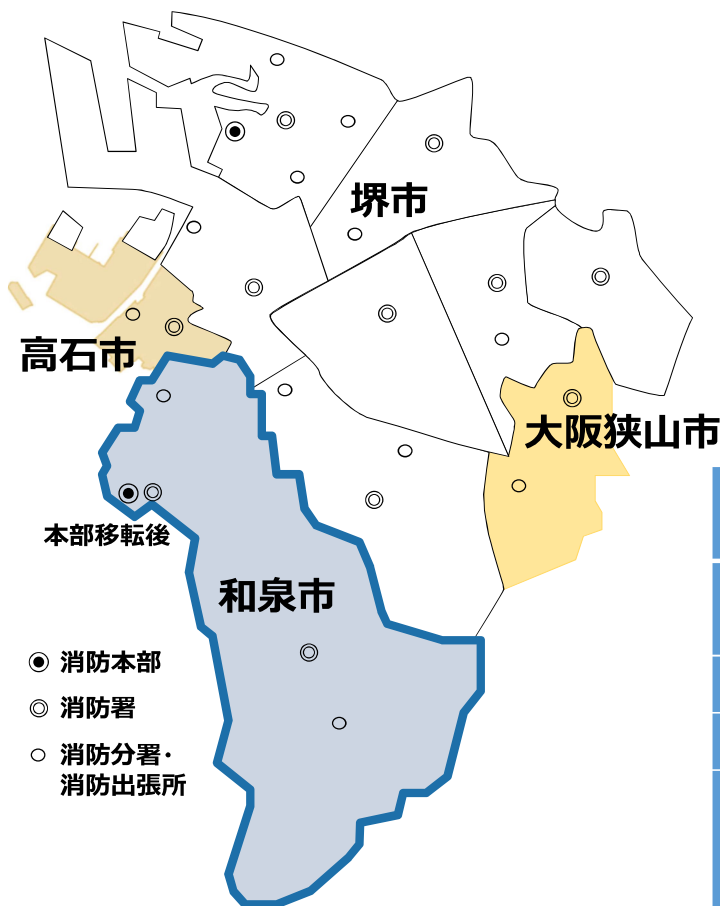 堺市
高石市
大阪狭山市
本部移転後
和泉市
消防本部
消防署
消防分署・
消防出張所